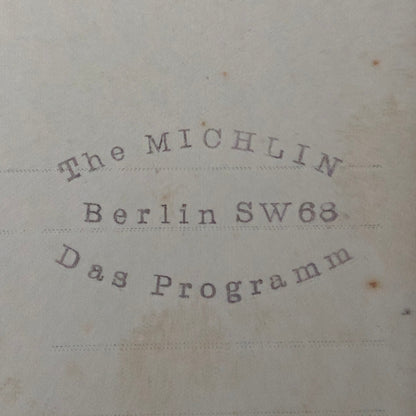 The MICHLIN
Berlin SW68
Das Programm